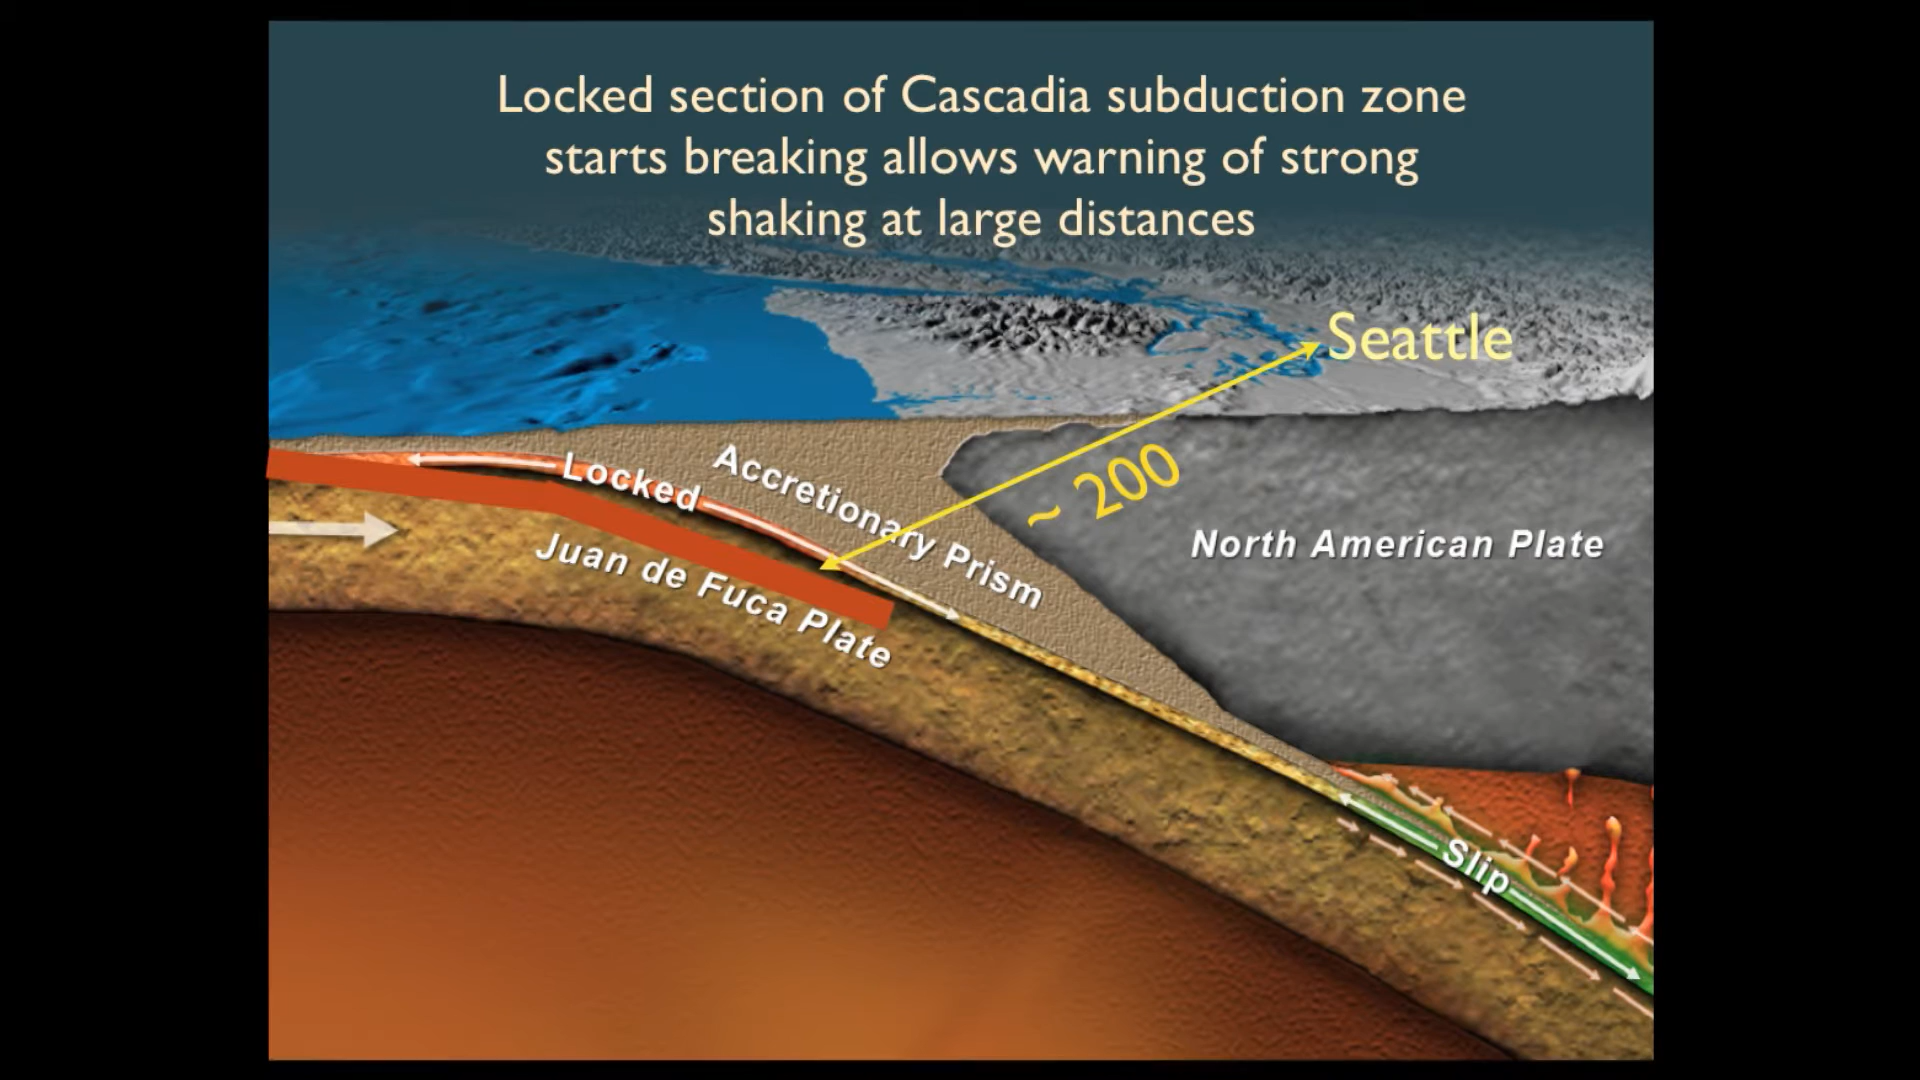 Locked section of Cascadia subduction zone
starts breaking allows warning of strong
shaking at large distances
Seattle
~ 200
Locked
Accretionary Prism
Juan de Fuca Plate
North American Plate
Slip